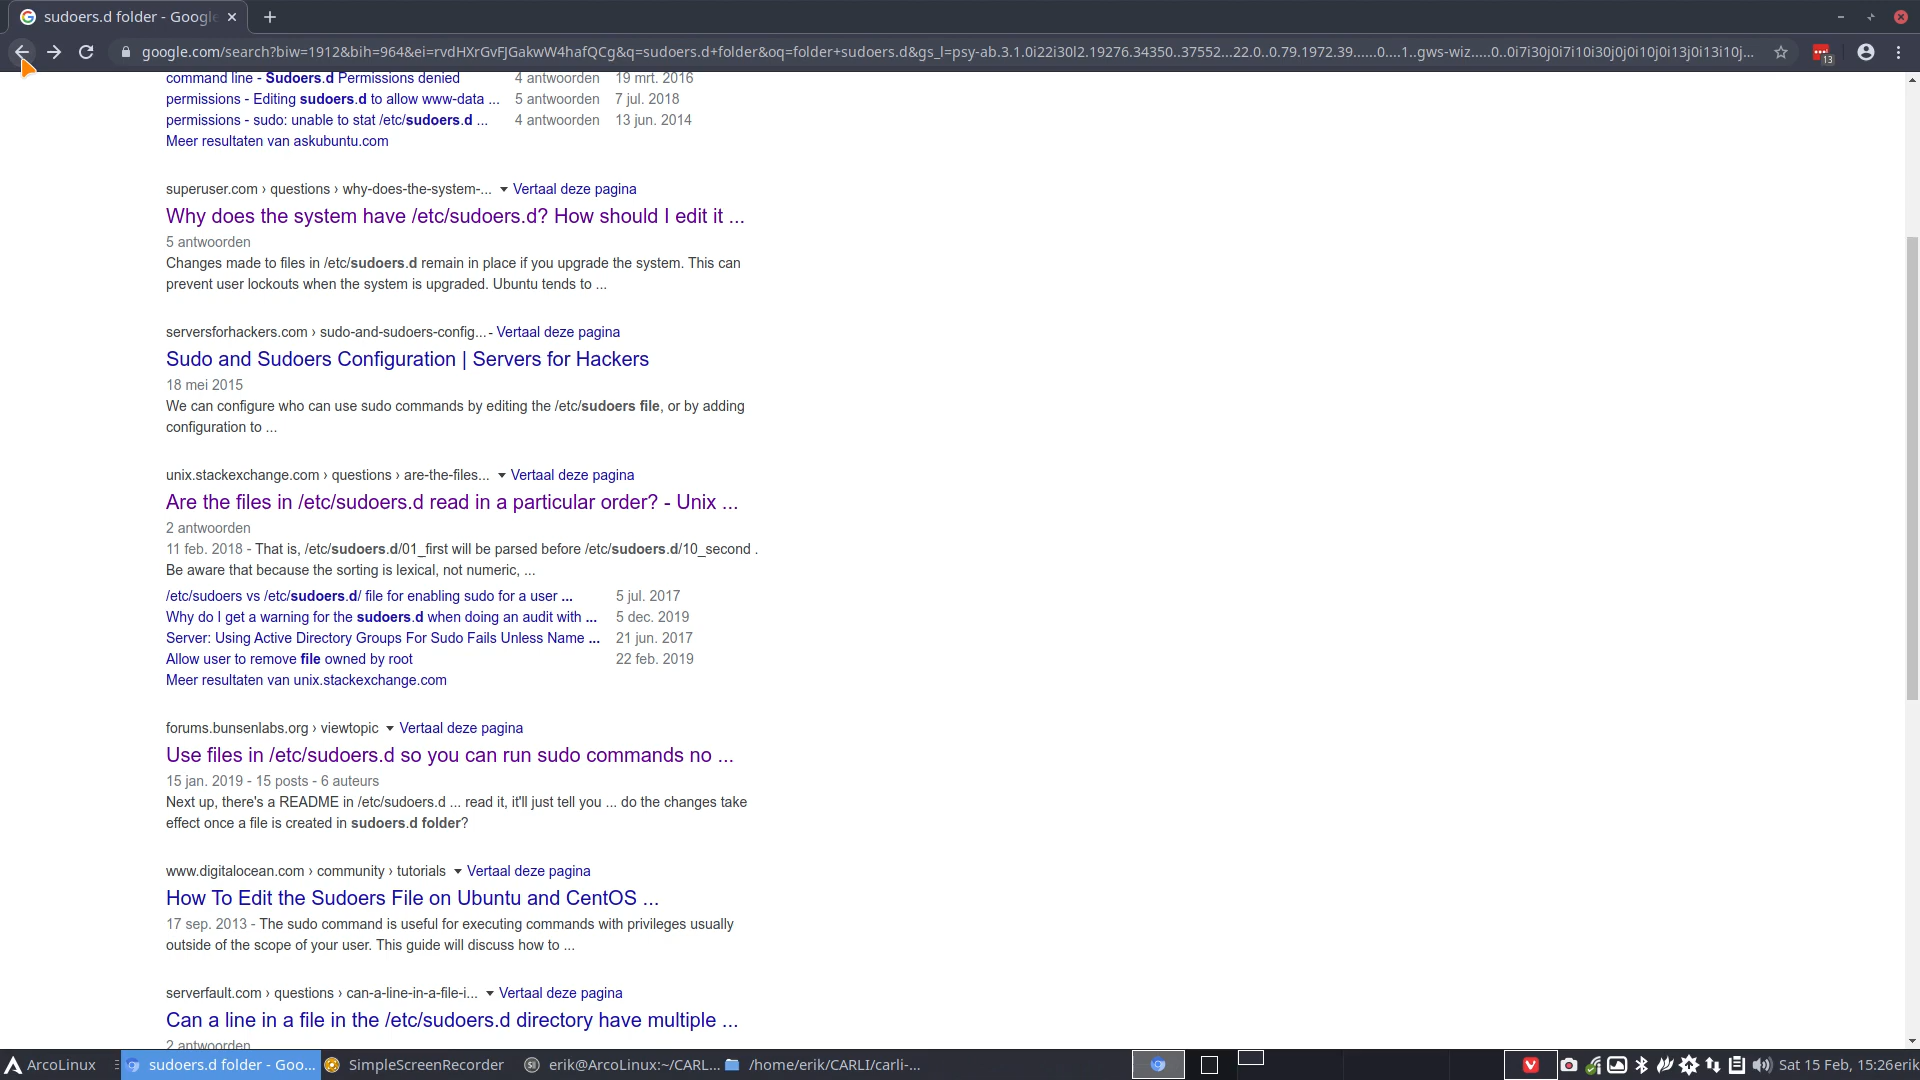 sudoers.d folder - Google
google.com/search?biw=1912&bih=964&ei=rvdHXrGvFJGakwW4hafQCg&q=sudoers.d+folder&oq=folder+sudoers.d&gs_l=psy-ab.3.1.0i22i30l2.19276.34350..37552...22.0..0.79.1972.39......0....1..gws-wiz.....0..0i7i30j0i7i10i30j0j0i10j0i13j0i13i10j...
13
command line - Sudoers.d Permissions denied 4 antwoorden 19 mrt. 2016
permissions - Editing sudoers.d to allow www-data ... 5 antwoorden 7 jul. 2018
permissions - sudo: unable to stat /etc/sudoers.d ... 4 antwoorden 13 jun. 2014
Meer resultaten van askubuntu.com
superuser.com › questions › why-does-the-system-... Vertaal deze pagina
Why does the system have /etc/sudoers.d? How should I edit it ...
5 antwoorden
Changes made to files in /etc/sudoers.d remain in place if you upgrade the system. This can
prevent user lockouts when the system is upgraded. Ubuntu tends to ...
serversforhackers.com › sudo-and-sudoers-config... - Vertaal deze pagina
Sudo and Sudoers Configuration | Servers for Hackers
18 mei 2015
We can configure who can use sudo commands by editing the /etc/sudoers file, or by adding
configuration to ...
unix.stackexchange.com › questions › are-the-files... Vertaal deze pagina
Are the files in /etc/sudoers.d read in a particular order? - Unix ...
2 antwoorden
11 feb. 2018 - That is, /etc/sudoers.d/01_first will be parsed before /etc/sudoers.d/10_second .
Be aware that because the sorting is lexical, not numeric, ...
/etc/sudoers vs /etc/sudoers.d/ file for enabling sudo for a user ... 5 jul. 2017
Why do I get a warning for the sudoers.d when doing an audit with ... 5 dec. 2019
Server: Using Active Directory Groups For Sudo Fails Unless Name ... 21 jun. 2017
Allow user to remove file owned by root 22 feb. 2019
Meer resultaten van unix.stackexchange.com
forums.bunsenlabs.org › viewtopic Vertaal deze pagina
Use files in /etc/sudoers.d so you can run sudo commands no ...
15 jan. 2019 - 15 posts - 6 auteurs
Next up, there's a README in /etc/sudoers.d ... read it, it'll just tell you ... do the changes take
effect once a file is created in sudoers.d folder?
www.digitalocean.com › community › tutorials Vertaal deze pagina
How To Edit the Sudoers File on Ubuntu and CentOS ...
17 sep. 2013 - The sudo command is useful for executing commands with privileges usually
outside of the scope of your user. This guide will discuss how to ...
serverfault.com › questions › can-a-line-in-a-file-i... Vertaal deze pagina
Can a line in a file in the /etc/sudoers.d directory have multiple ...
2 antwoorden
ArcoLinux sudoers.d folder - Goo... SimpleScreenRecorder erik@ArcoLinux:~/CARL... /home/erik/CARLI/carli-... Sat 15 Feb, 15:26 erik